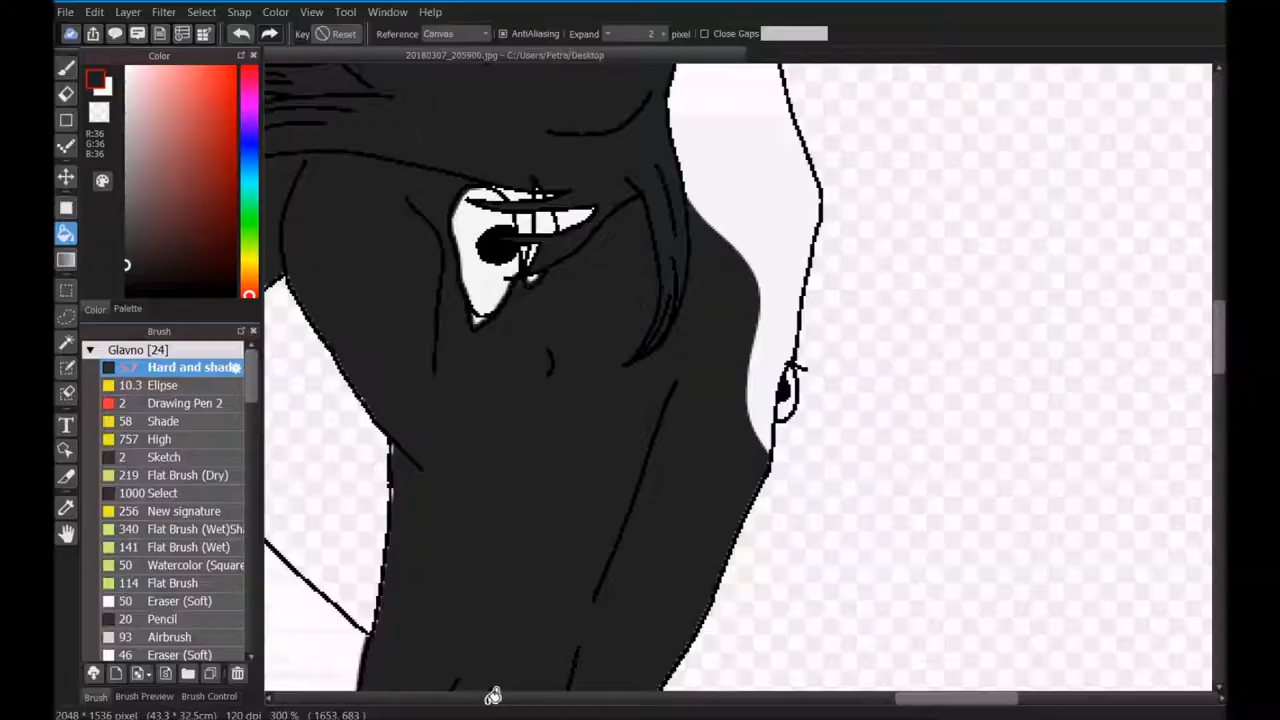 File Edit Layer Filter Select Snap Color View Tool Window Help
Key Reset Reference Canvas AntiAliasing Expand 2 pixel Close Gaps
20180307_205900.jpg - C:/Users/Petra/Desktop
Color
R:36
G:36
B:36
Color Palette
Brush
Glavno [24]
Hard and shad
10.3 Elipse
2 Drawing Pen 2
58 Shade
757 High
2 Sketch
219 Flat Brush (Dry)
1000 Select
256 New signature
340 Flat Brush (Wet)Sh
141 Flat Brush (Wet)
50 Watercolor (Square
114 Flat Brush
50 Eraser (Soft)
20 Pencil
93 Airbrush
46 Eraser (Soft)
Brush Brush Preview Brush Control
2048 * 1536 pixel (43.3 * 32.5cm) 120 dpi 300 % ( 1653, 683 )